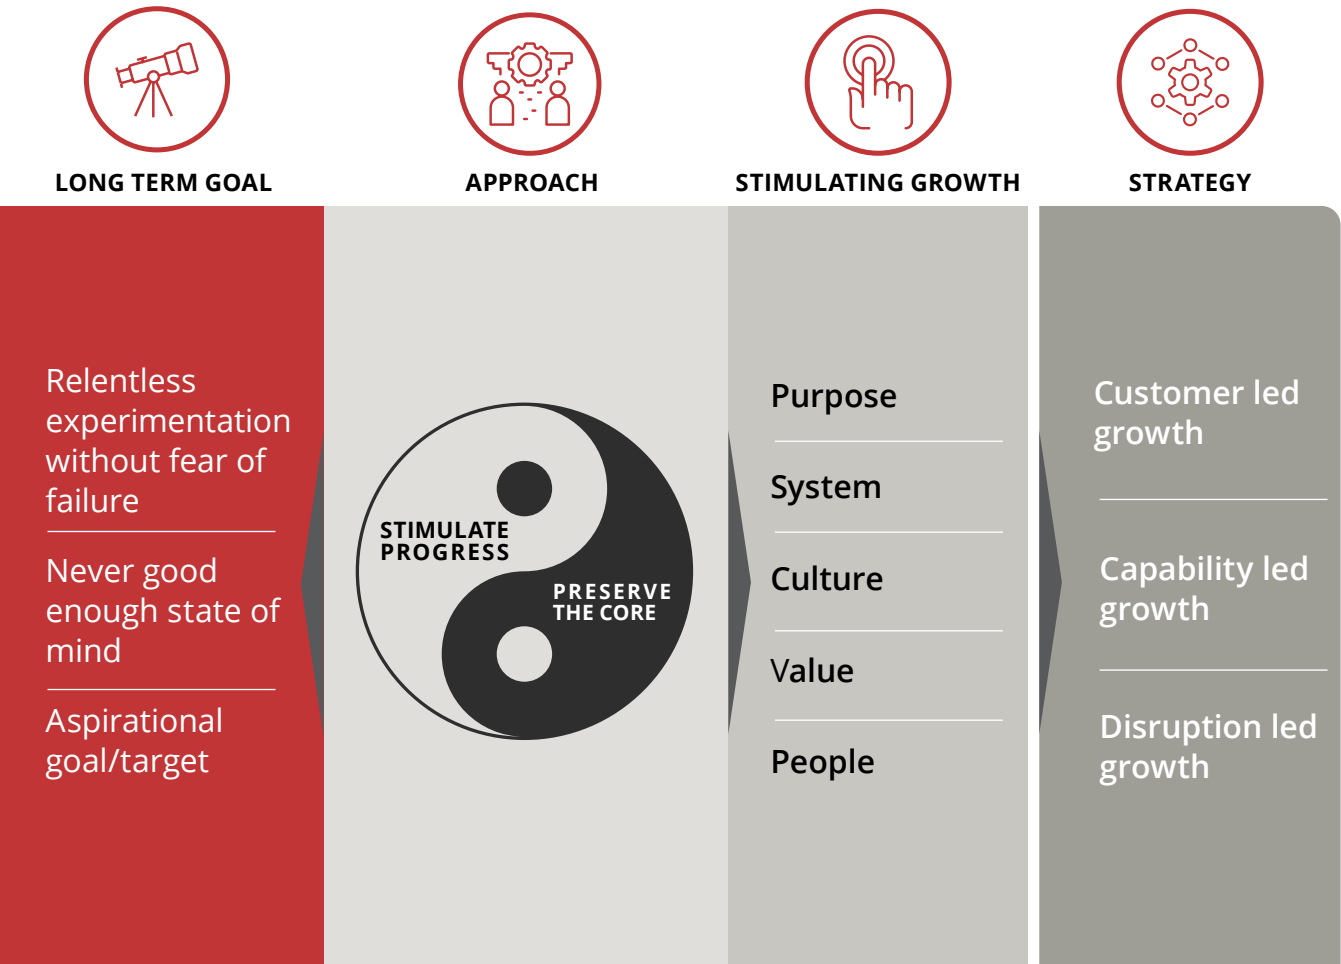 LONG TERM GOAL
APPROACH
STIMULATING GROWTH
STRATEGY
Relentless
experimentation
without fear of
failure
Never good
enough state of
mind
Aspirational
goal/target
STIMULATE
PROGRESS
PRESERVE
THE CORE
Purpose
System
Culture
Value
People
Customer led
growth
Capability led
growth
Disruption led
growth